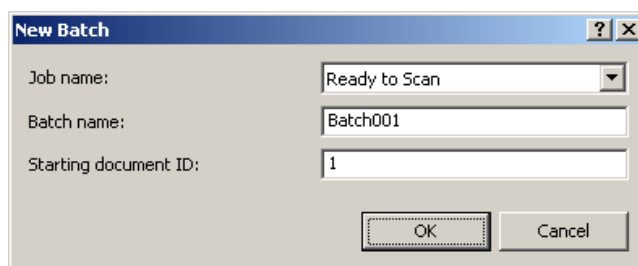 New Batch
Job name: Ready to Scan
Batch name: Batch001
Starting document ID: 1
OK Cancel